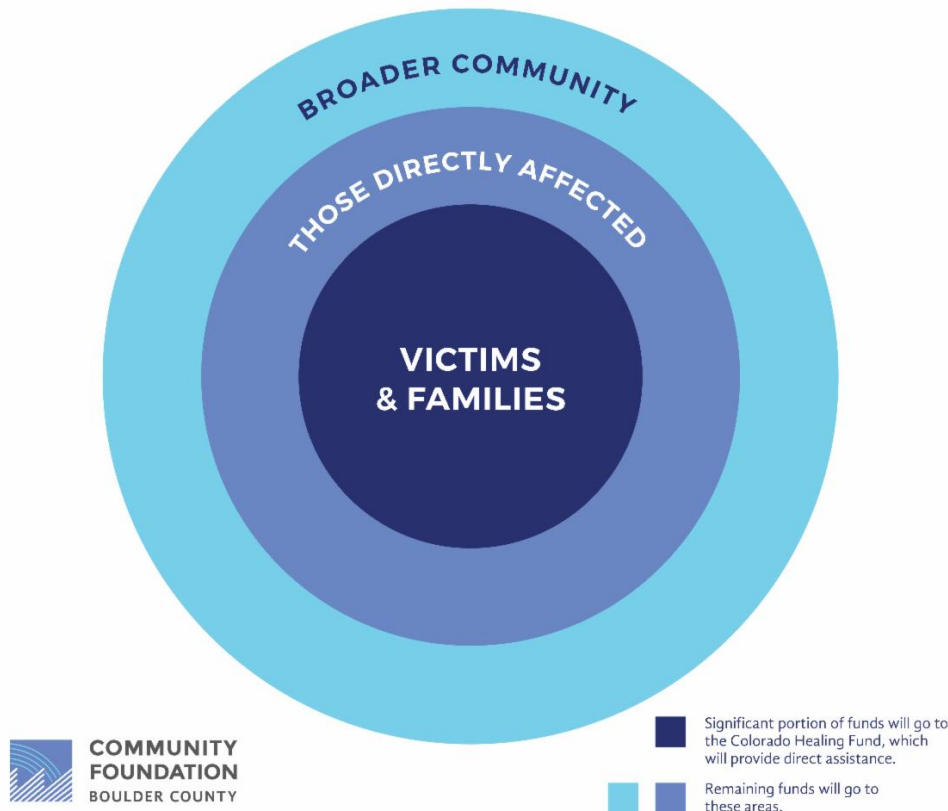 BROADER COMMUNITY
THOSE DIRECTLY AFFECTED
VICTIMS
& FAMILIES
COMMUNITY
FOUNDATION
BOULDER COUNTY
Significant portion of funds will go to
the Colorado Healing Fund, which
will provide direct assistance.
Remaining funds will go to
these areas.